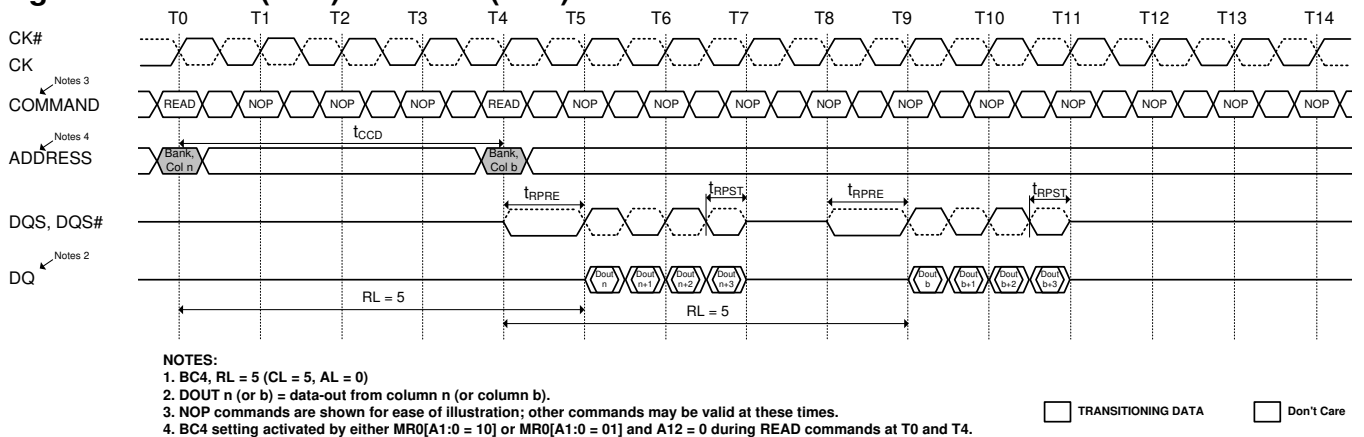 T0 T1 T2 T3 T4 T5 T6 T7 T8 T9 T10 T11 T12 T13 T14
CK#
CK
Notes 3
COMMAND READ NOP NOP NOP READ NOP NOP NOP NOP NOP NOP NOP NOP NOP NOP
tCCD
Notes 4
ADDRESS
Bank, Col n
Bank, Col b
tRPRE tRPST tRPRE tRPST
DQS, DQS#
Notes 2
DQ
Dout n
Dout n+1
Dout n+2
Dout n+3
Dout b
Dout b+1
Dout b+2
Dout b+3
RL = 5
RL = 5
NOTES:
1. BC4, RL = 5 (CL = 5, AL = 0)
2. DOUT n (or b) = data-out from column n (or column b).
3. NOP commands are shown for ease of illustration; other commands may be valid at these times.
4. BC4 setting activated by either MR0[A1:0 = 10] or MR0[A1:0 = 01] and A12 = 0 during READ commands at T0 and T4.
TRANSITIONING DATA
Don't Care